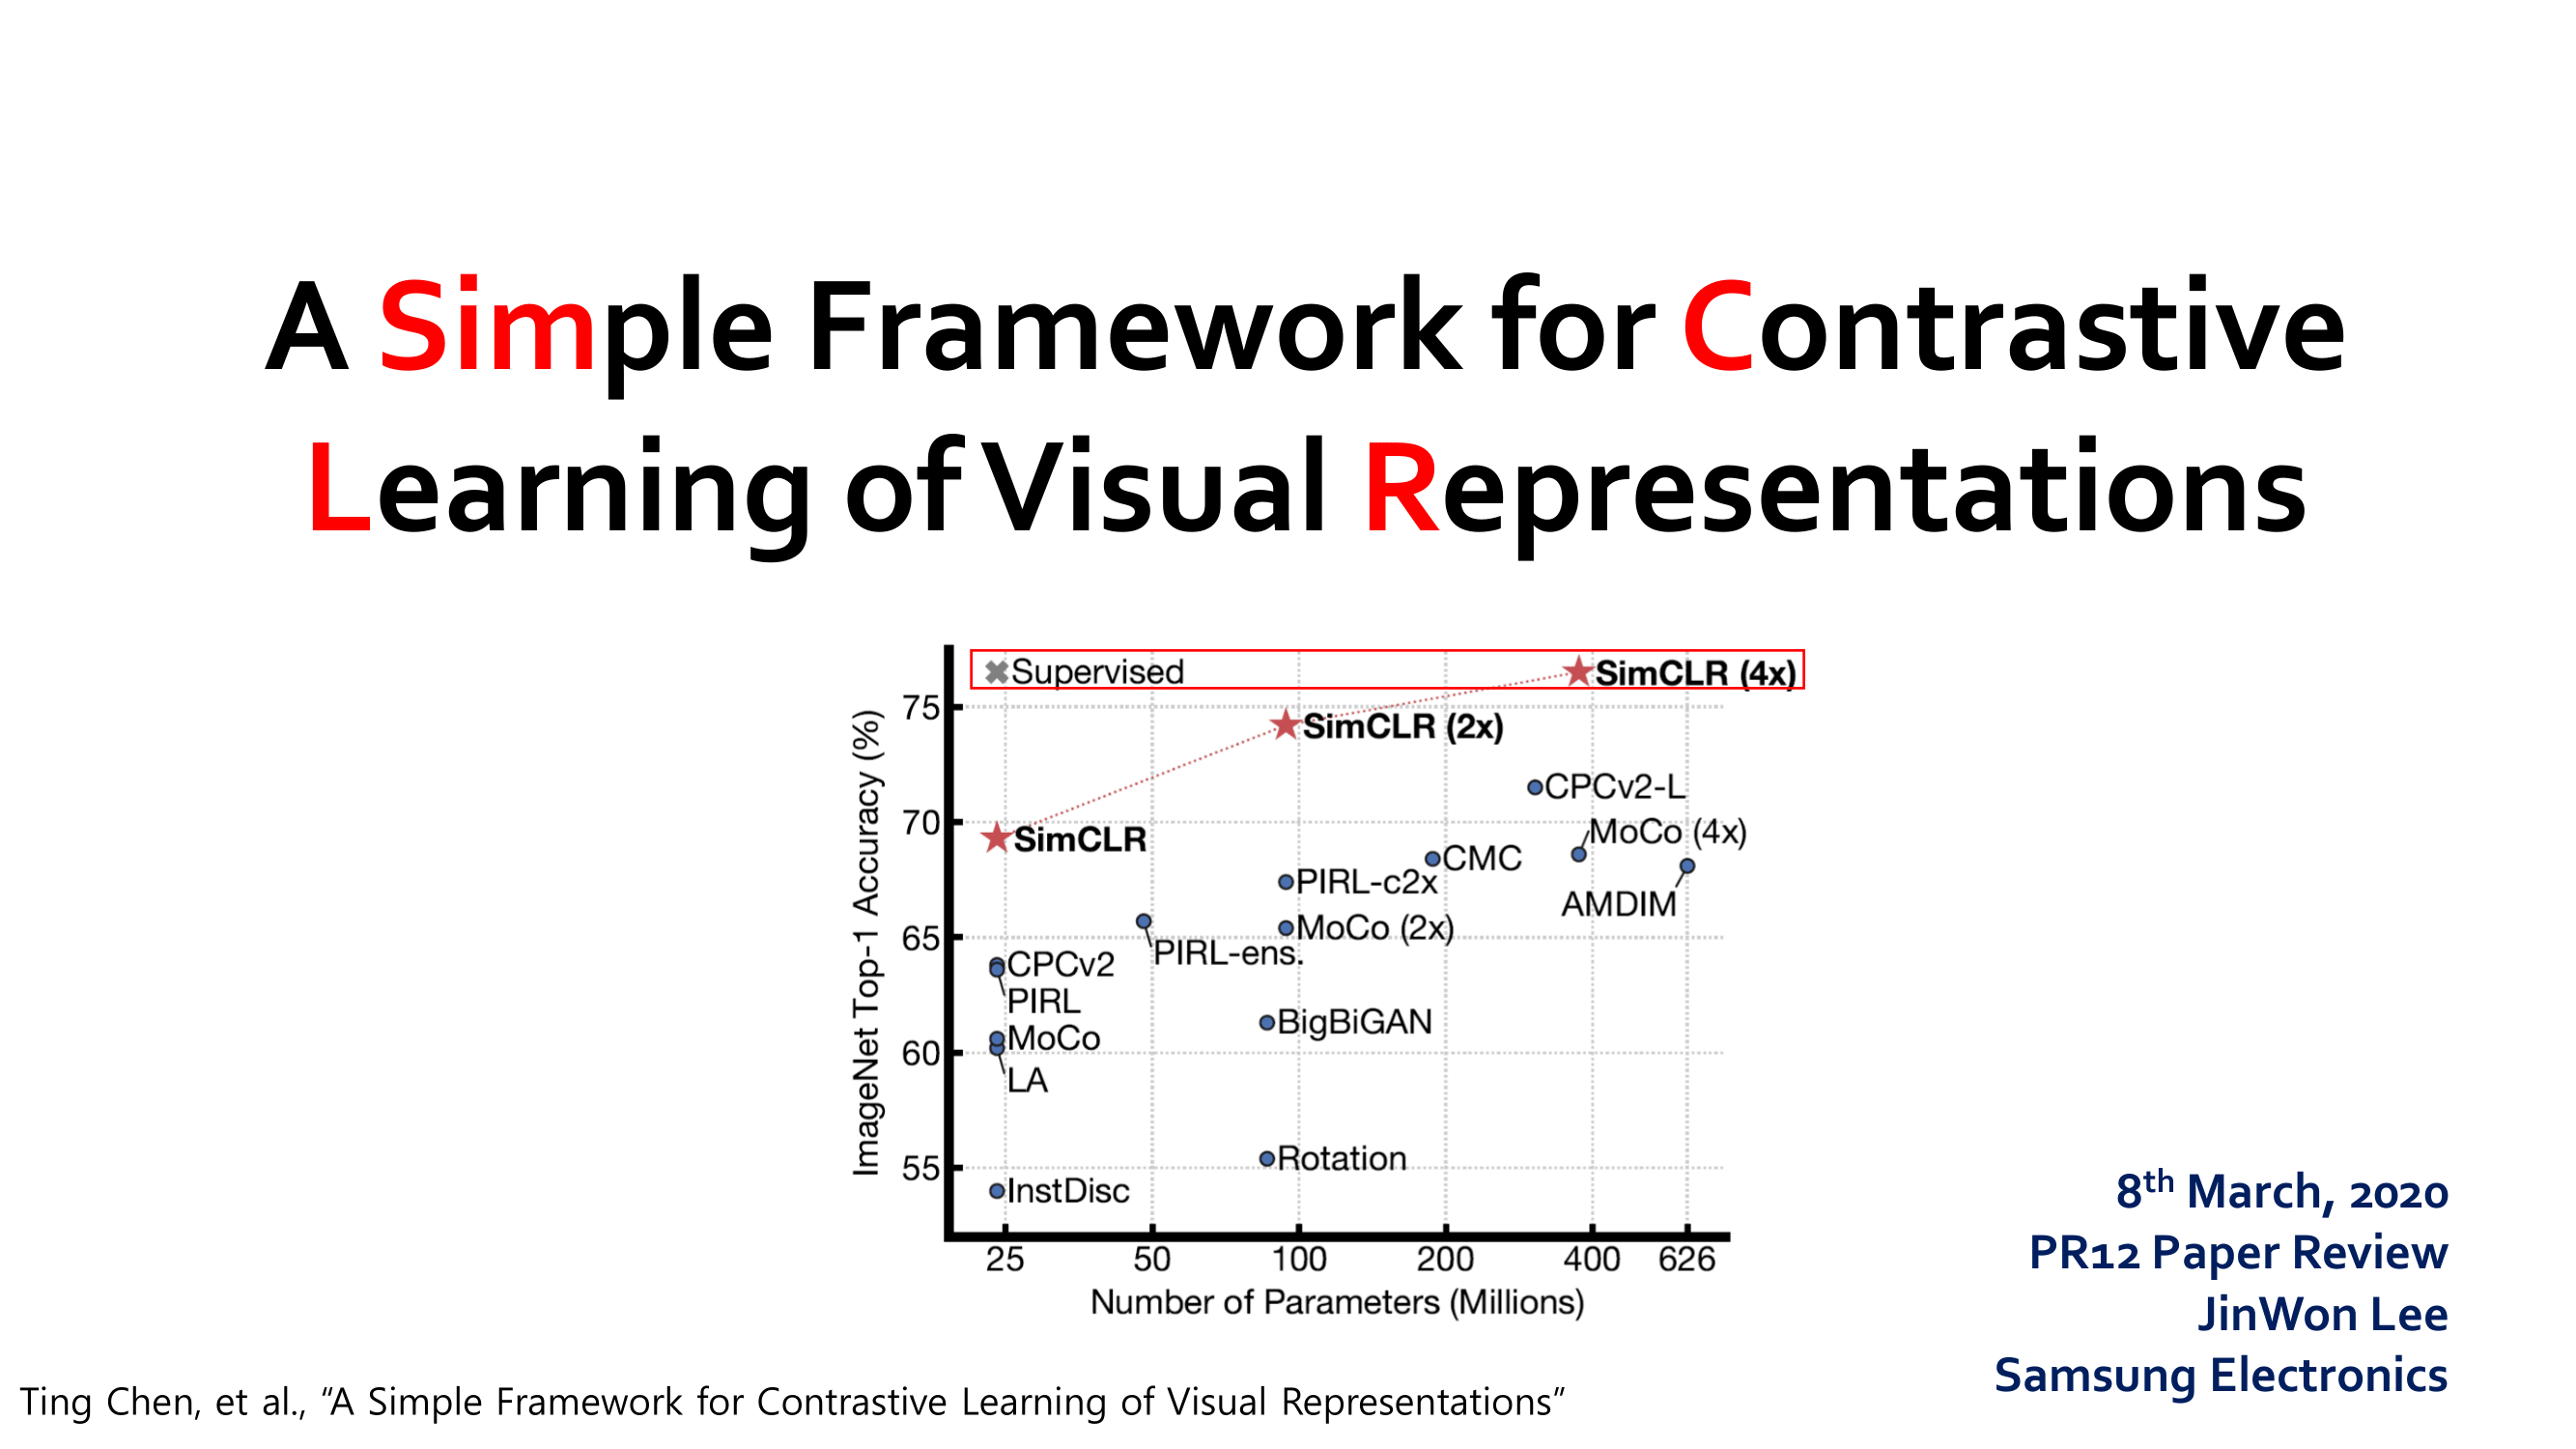 A Simple Framework for Contrastive
Learning of Visual Representations
ImageNet Top-1 Accuracy (%)
75
70
65
60
55
Supervised
SimCLR (4x)
SimCLR (2x)
CPCv2-L
SimCLR
MoCo (4x)
CMC
PIRL-c2x
AMDIM
MoCo (2x)
PIRL-ens.
CPCv2
PIRL
BigBiGAN
MoCo
LA
Rotation
InstDisc
25 50 100 200 400 626
Number of Parameters (Millions)
8th March, 2020
PR12 Paper Review
JinWon Lee
Samsung Electronics
Ting Chen, et al., “A Simple Framework for Contrastive Learning of Visual Representations”